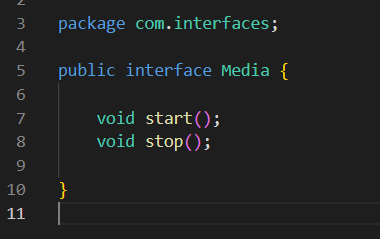 2
3 package com.interfaces;
4
5 public interface Media {
6
7     void start();
8     void stop();
9
10 }
11